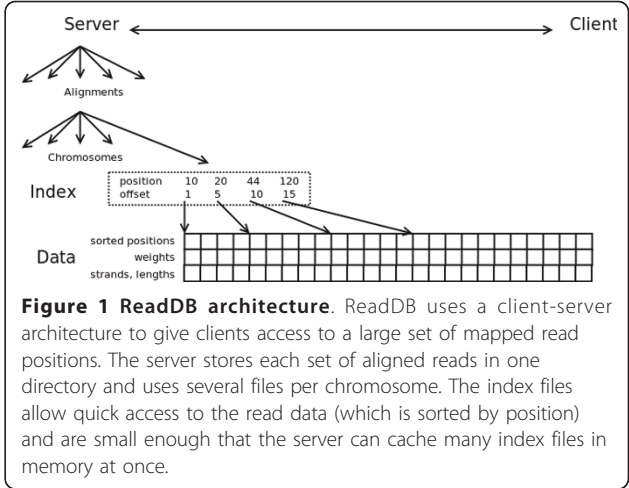 Server Client
Alignments
Chromosomes
Index
position 10 20 44 120
offset 1 5 10 15
sorted positions
Data weights
strands, lengths
Figure 1 ReadDB architecture. ReadDB uses a client-server
architecture to give clients access to a large set of mapped read
positions. The server stores each set of aligned reads in one
directory and uses several files per chromosome. The index files
allow quick access to the read data (which is sorted by position)
and are small enough that the server can cache many index files in
memory at once.